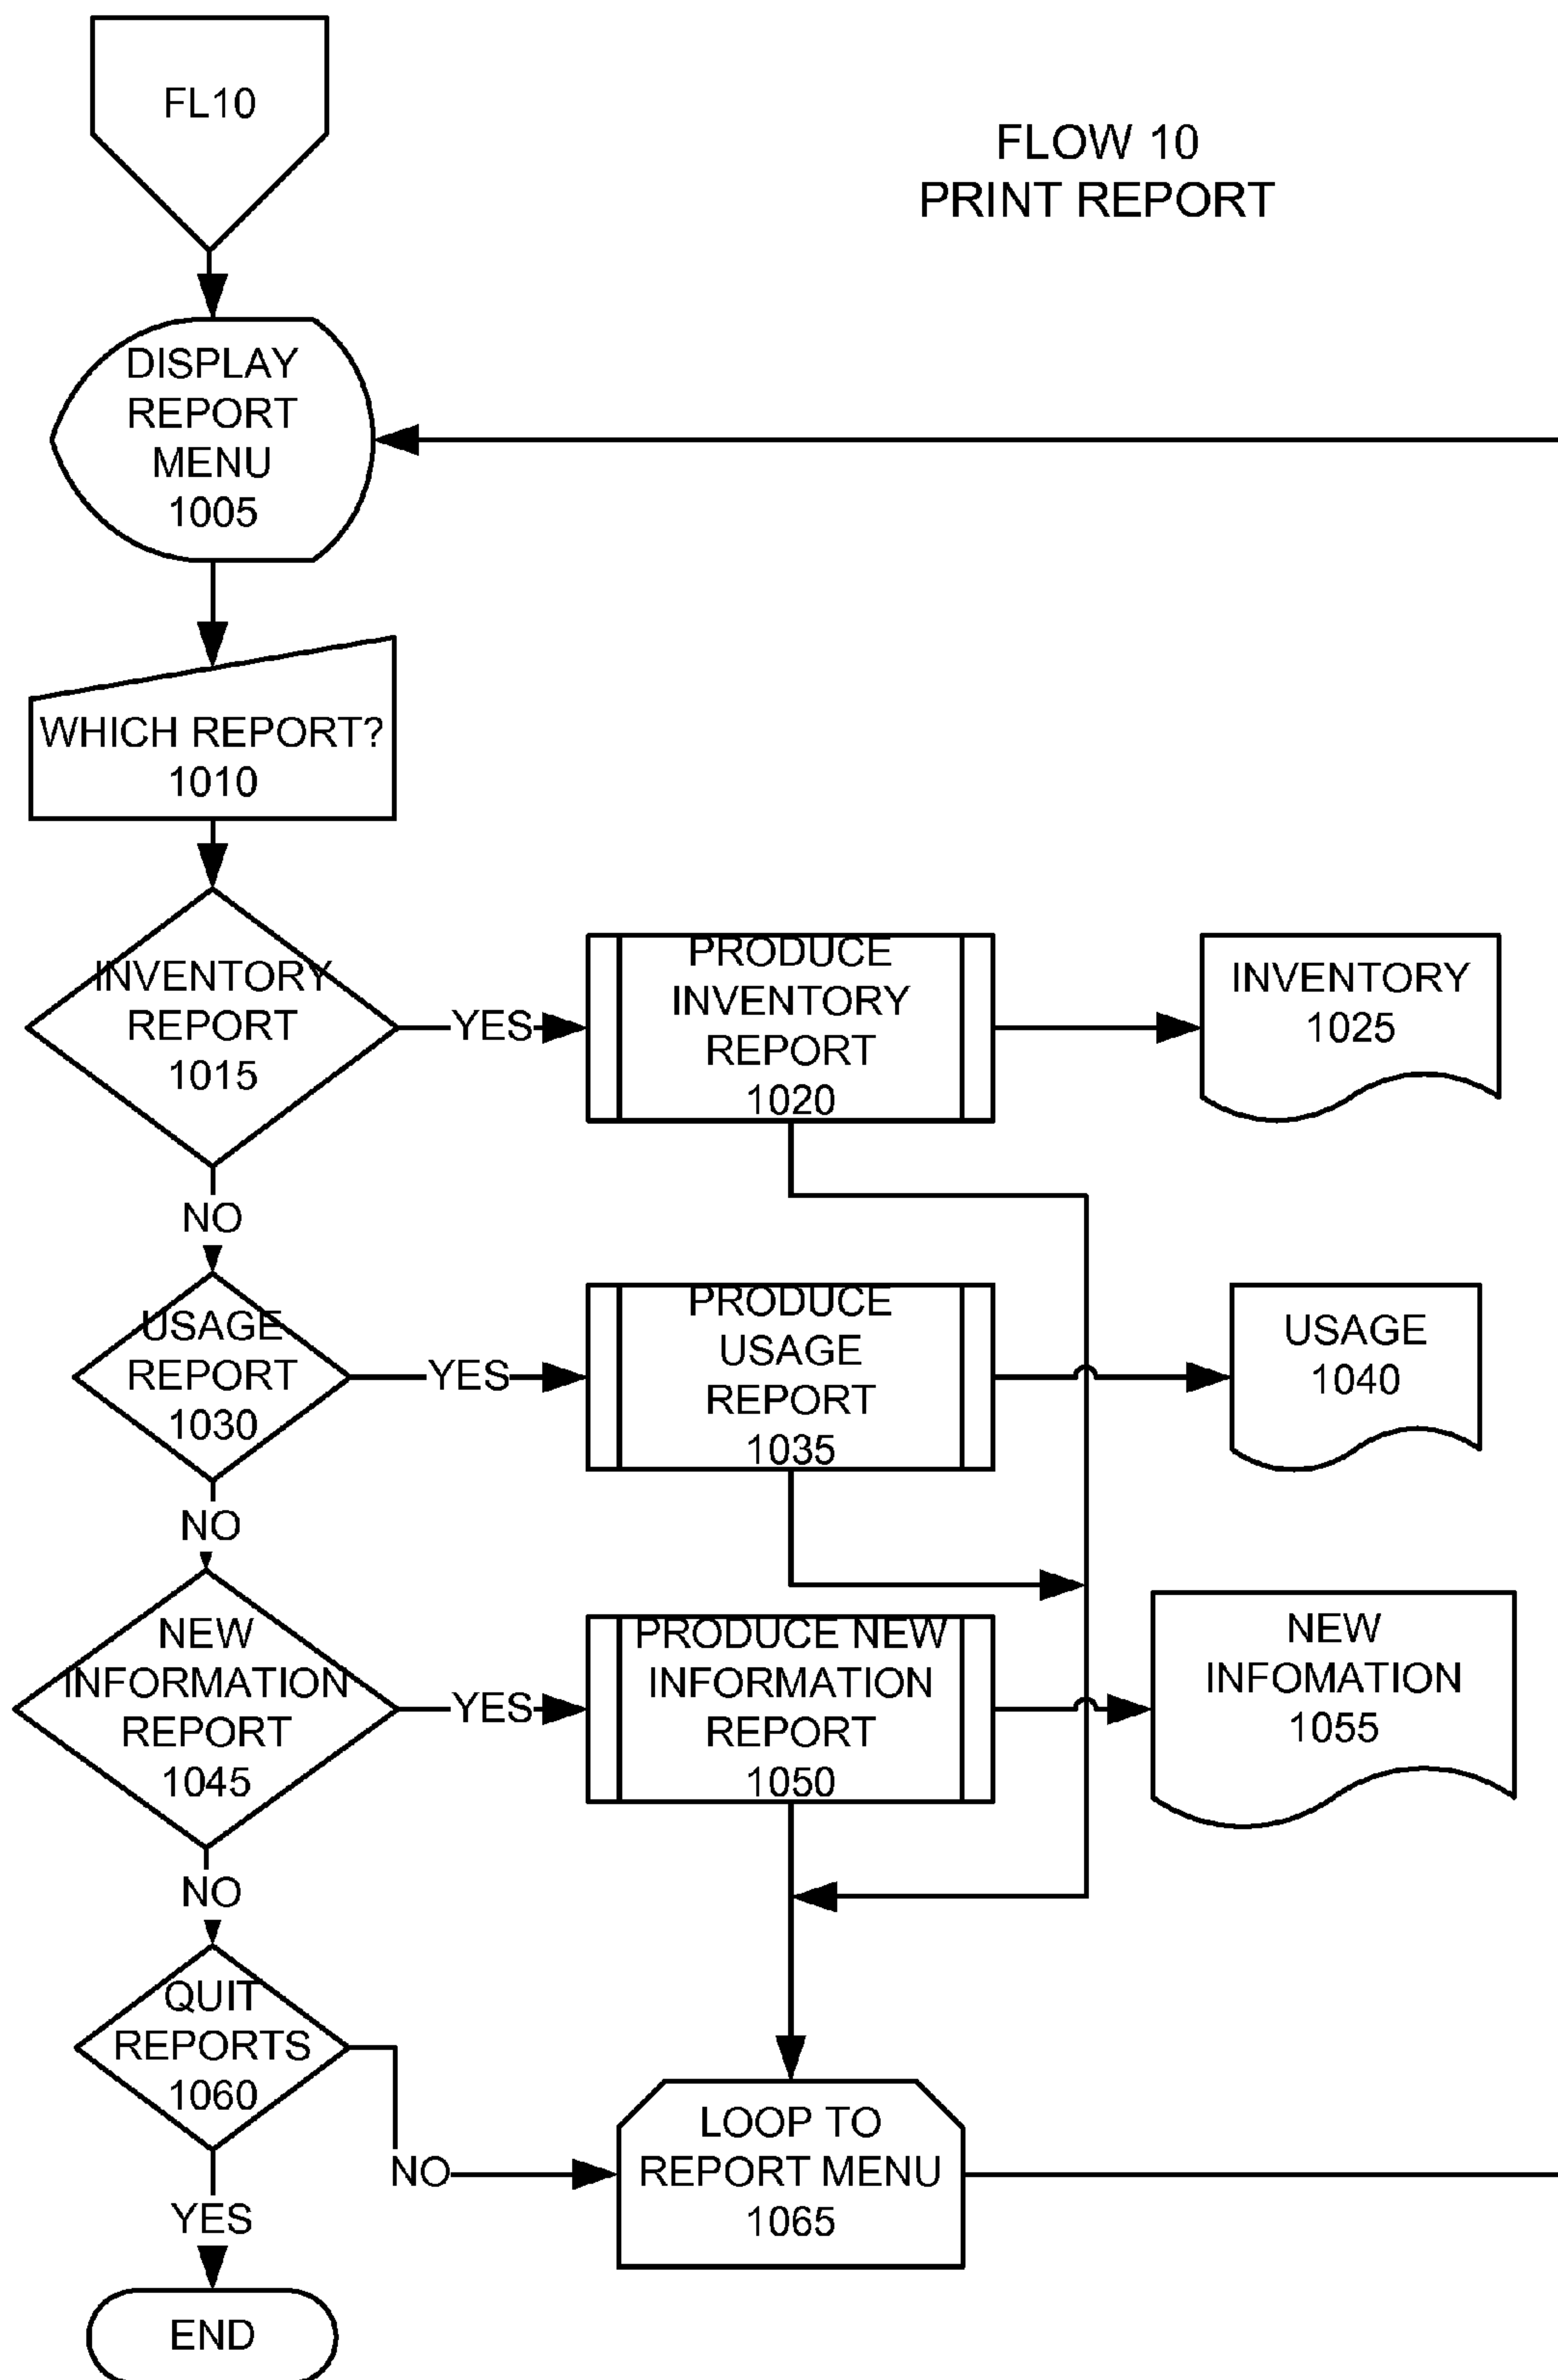 FL10
FLOW 10
PRINT REPORT
DISPLAY
REPORT
MENU
1005
WHICH REPORT?
1010
INVENTORY
REPORT
1015
YES
PRODUCE
INVENTORY
REPORT
1020
INVENTORY
1025
NO
USAGE
REPORT
1030
YES
PRODUCE
USAGE
REPORT
1035
USAGE
1040
NO
NEW
INFORMATION
REPORT
1045
YES
PRODUCE NEW
INFORMATION
REPORT
1050
NEW
INFOMATION
1055
NO
QUIT
REPORTS
1060
NO
LOOP TO
REPORT MENU
1065
YES
END